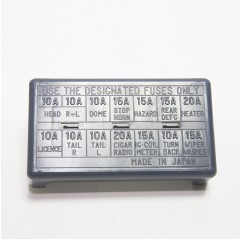 USE THE DESIGNATED FUSES ONLY
10A 10A 10A 15A 15A 15A 20A
HEAD R-L DOME STOP HORN HAZARD REAR DEFG HEATER
10A 10A 10A 20A 15A 10A 15A
LICENCE TAIL R TAIL L CIGAR RADIO IG·COIL METER TURN BACK WIPER WASHER
MADE IN JAPAN